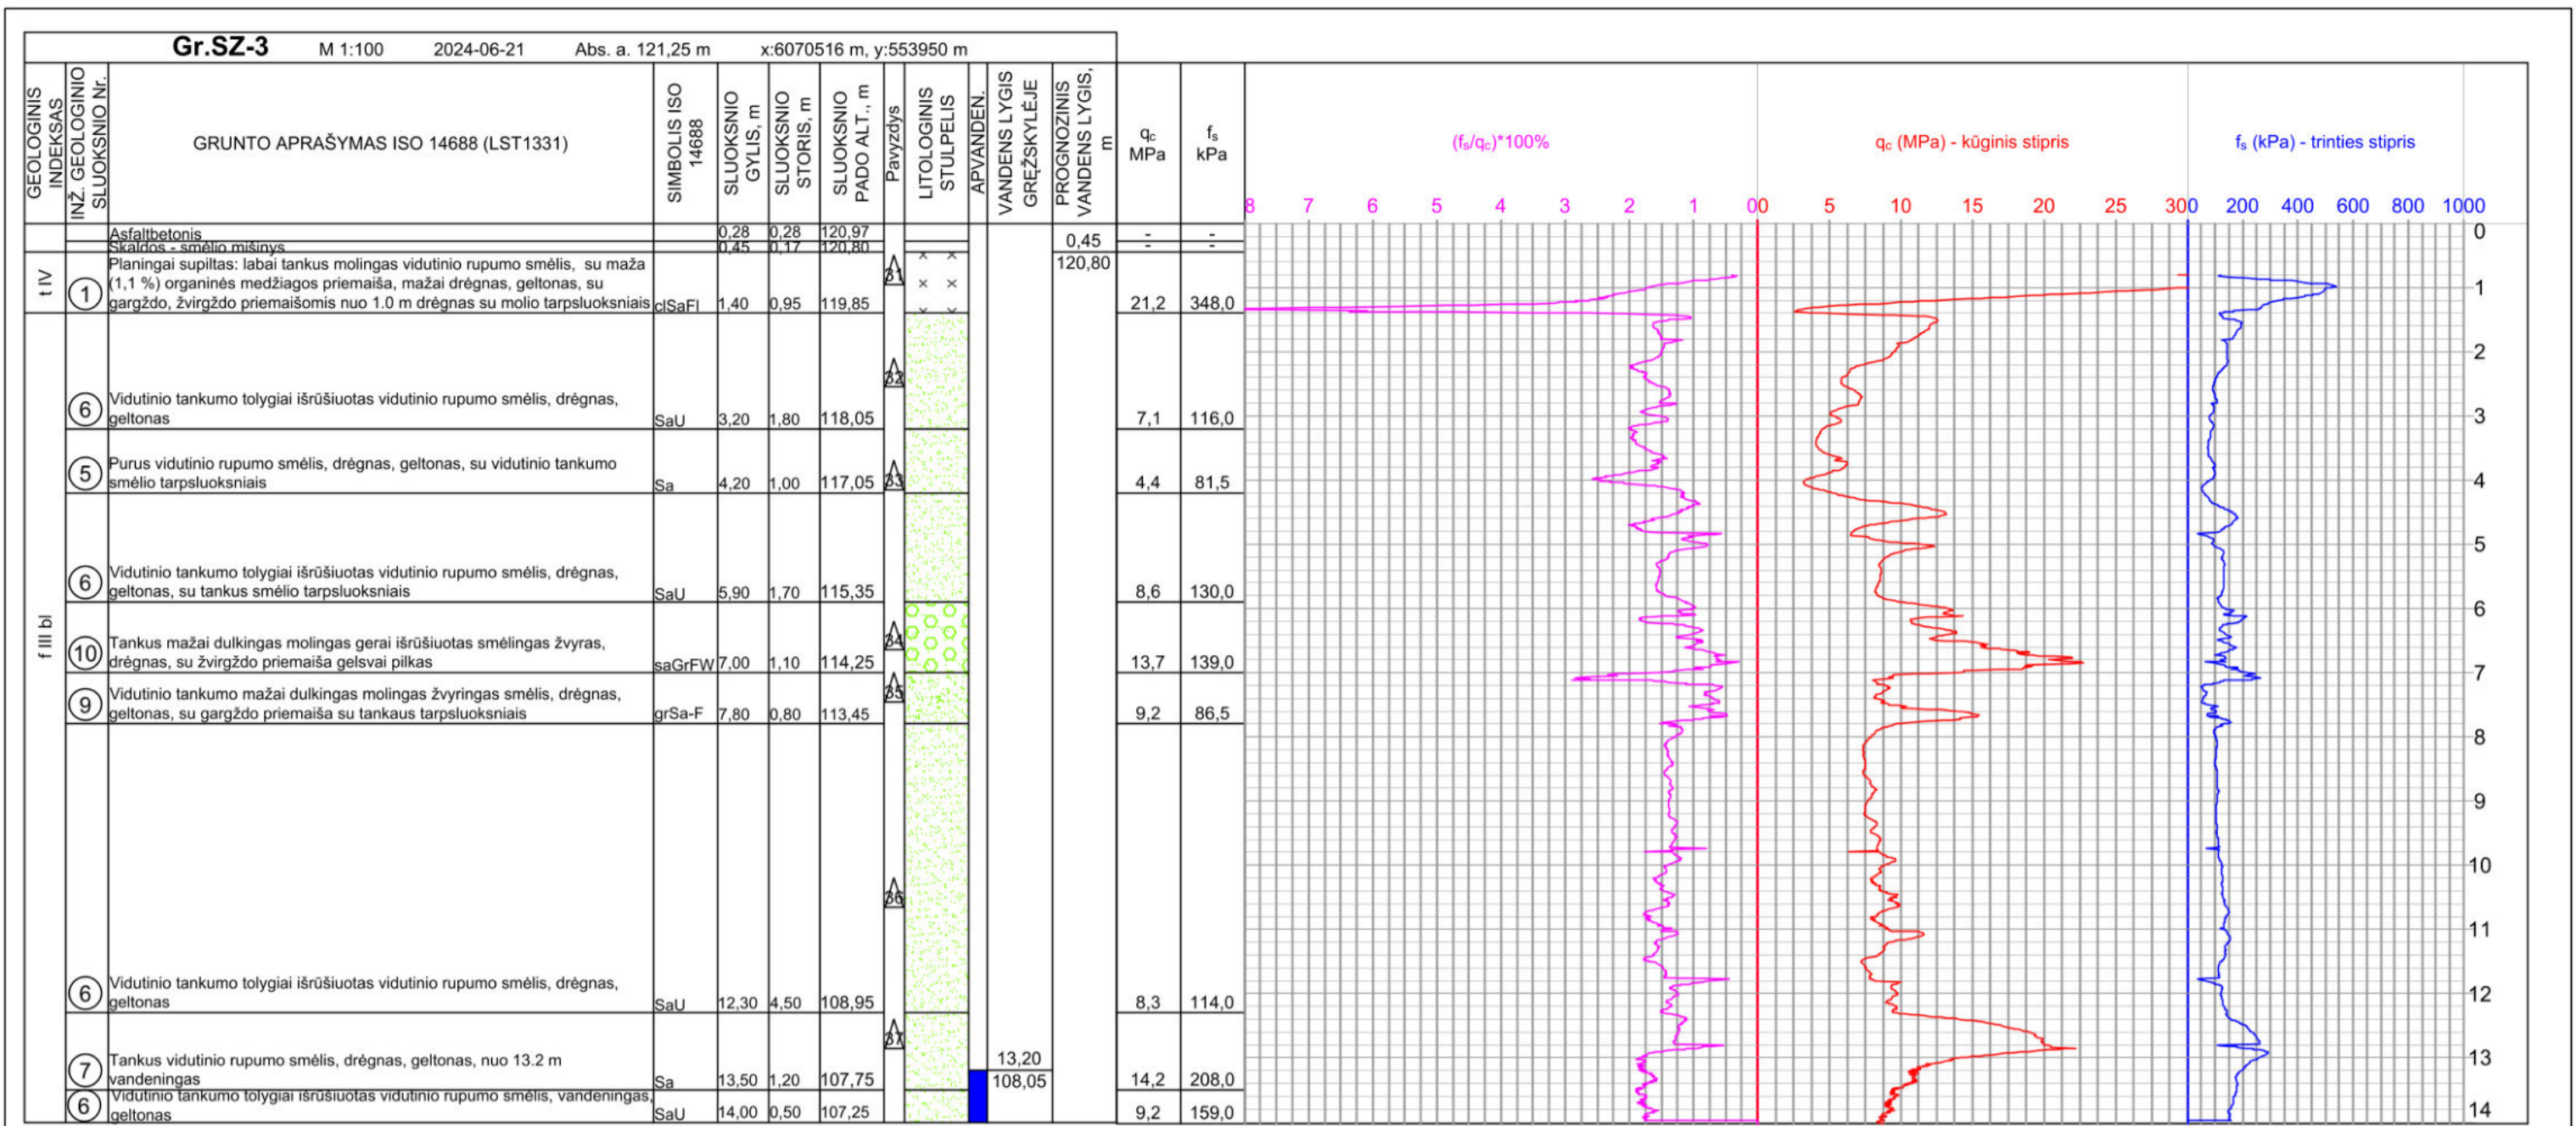 Gr.SZ-3 M 1:100 2024-06-21 Abs. a. 121,25 m x:6070516 m, y:553950 m
GEOLOGINIS
INDEKSAS
INŽ. GEOLOGINIO
SLUOKSNIO Nr.
GRUNTO APRAŠYMAS ISO 14688 (LST1331)
SIMBOLIS ISO
14688
SLUOKSNIO
GYLIS, m
SLUOKSNIO
STORIS, m
SLUOKSNIO
PADO ALT., m
Pavyzdys
LITOLOGINIS
STULPELIS
APVANDEN.
VANDENS LYGIS
GRĘŽSKYLĖJE
PROGNOZINIS
VANDENS LYGIS,
m
qc
MPa
fs
kPa
(fs/qc)*100%
qc (MPa) - kūginis stipris
fs (kPa) - trinties stipris
8 7 6 5 4 3 2 1 0
0 5 10 15 20 25 30
0 200 400 600 800 1000
Asfaltbetonis 0,28 0,28 120,97 - -
Skaldos - smėlio mišinys 0,45 0,17 120,80 - -
0,45
120,80
t IV
1
Planingai supiltas: labai tankus molingas vidutinio rupumo smėlis, su maža
(1,1 %) organinės medžiagos priemaiša, mažai drėgnas, geltonas, su
gargždo, žvirgždo priemaišomis nuo 1.0 m drėgnas su molio tarpsluoksniais clSaFl 1,40 0,95 119,85 21,2 348,0
31
f III bl
32
6
Vidutinio tankumo tolygiai išrūšiuotas vidutinio rupumo smėlis, drėgnas,
geltonas SaU 3,20 1,80 118,05 7,1 116,0
5
Purus vidutinio rupumo smėlis, drėgnas, geltonas, su vidutinio tankumo
smėlio tarpsluoksniais Sa 4,20 1,00 117,05 33 4,4 81,5
6
Vidutinio tankumo tolygiai išrūšiuotas vidutinio rupumo smėlis, drėgnas,
geltonas, su tankus smėlio tarpsluoksniais SaU 5,90 1,70 115,35 8,6 130,0
10
Tankus mažai dulkingas molingas gerai išrūšiuotas smėlingas žvyras, 34
drėgnas, su žvirgždo priemaiša gelsvai pilkas saGrFW 7,00 1,10 114,25 13,7 139,0
9
Vidutinio tankumo mažai dulkingas molingas žvyringas smėlis, drėgnas, 35
geltonas, su gargždo priemaiša su tankaus tarpsluoksniais grSa-F 7,80 0,80 113,45 9,2 86,5
36
6
Vidutinio tankumo tolygiai išrūšiuotas vidutinio rupumo smėlis, drėgnas,
geltonas SaU 12,30 4,50 108,95 8,3 114,0
37
7
Tankus vidutinio rupumo smėlis, drėgnas, geltonas, nuo 13.2 m 13,20
vandeningas Sa 13,50 1,20 107,75 108,05 14,2 208,0
6
Vidutinio tankumo tolygiai išrūšiuotas vidutinio rupumo smėlis, vandeningas,
geltonas SaU 14,00 0,50 107,25 9,2 159,0
0
1
2
3
4
5
6
7
8
9
10
11
12
13
14